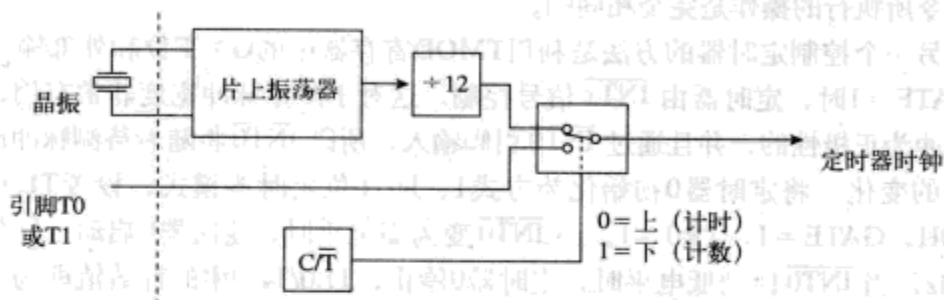 片上振荡器
÷12
晶振
定时器时钟
引脚T0
或T1
0=上（计时）
1=下（计数）
C/T̅